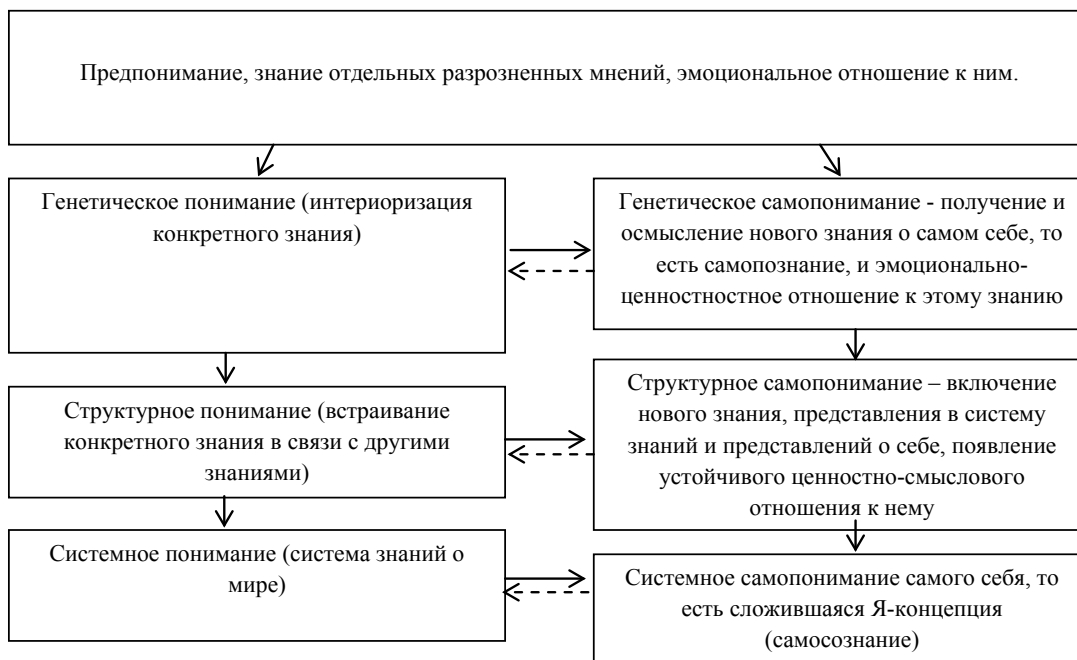 Предпонимание, знание отдельных разрозненных мнений, эмоциональное отношение к ним.
Генетическое понимание (интериоризация
конкретного знания)
Генетическое самопонимание - получение и
осмысление нового знания о самом себе, то
есть самопознание, и эмоционально-
ценностностное отношение к этому знанию
Структурное понимание (встраивание
конкретного знания в связи с другими
знаниями)
Структурное самопонимание – включение
нового знания, представления в систему
знаний и представлений о себе, появление
устойчивого ценностно-смыслового
отношения к нему
Системное понимание (система знаний о
мире)
Системное самопонимание самого себя, то
есть сложившаяся Я-концепция
(самосознание)